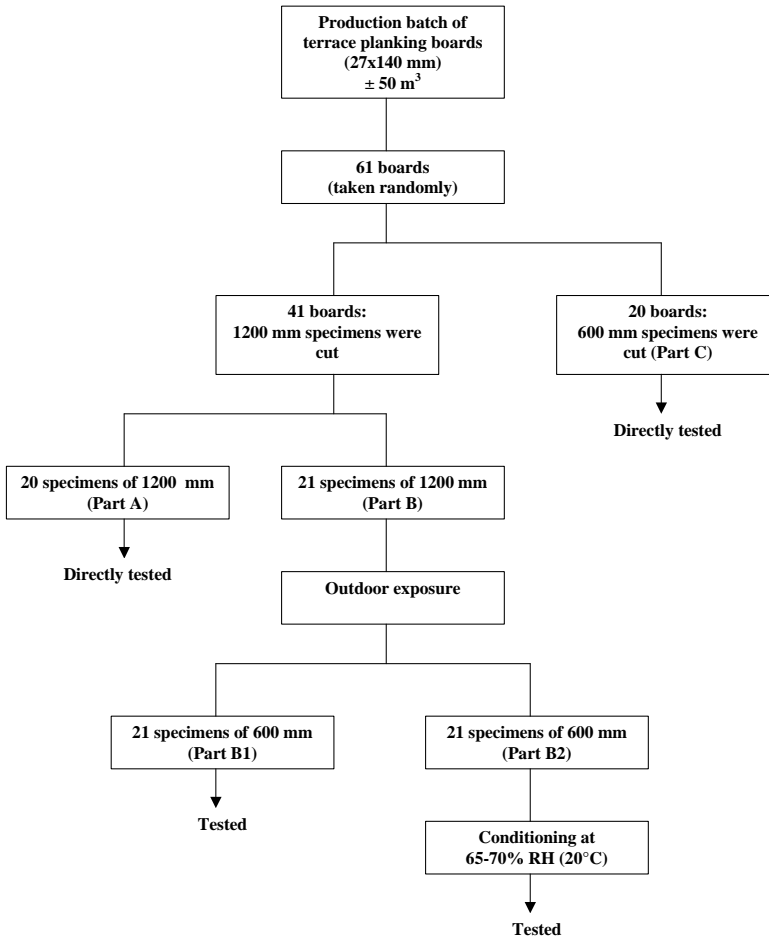 Production batch of
terrace planking boards
(27x140 mm)
± 50 m³
61 boards
(taken randomly)
41 boards:
1200 mm specimens were
cut
20 boards:
600 mm specimens were
cut (Part C)
Directly tested
20 specimens of 1200 mm
(Part A)
21 specimens of 1200 mm
(Part B)
Directly tested
Outdoor exposure
21 specimens of 600 mm
(Part B1)
21 specimens of 600 mm
(Part B2)
Tested
Conditioning at
65-70% RH (20°C)
Tested